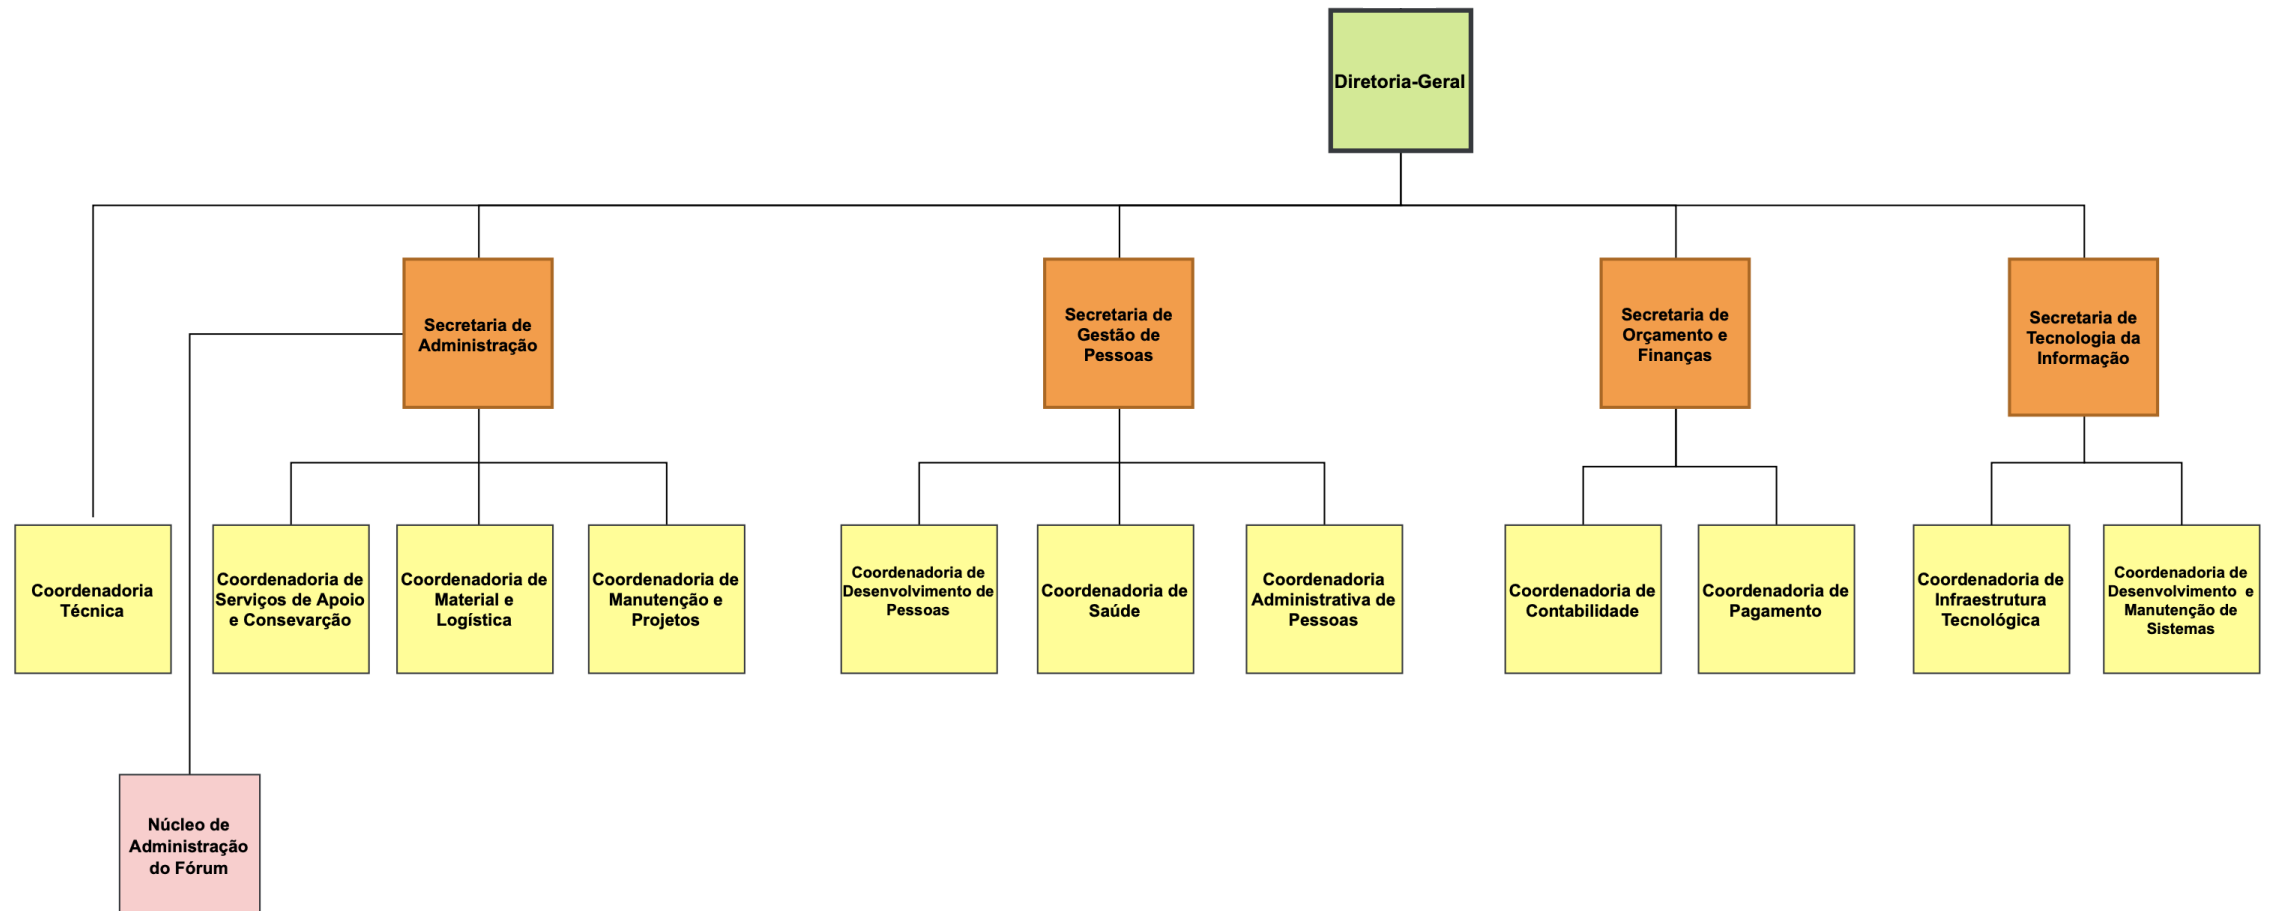 Diretoria-Geral
Secretaria de
Administração
Secretaria de
Gestão de
Pessoas
Secretaria de
Orçamento e
Finanças
Secretaria de
Tecnologia da
Informação
Coordenadoria
Técnica
Coordenadoria de
Serviços de Apoio
e Consevarção
Coordenadoria de
Material e
Logística
Coordenadoria de
Manutenção e
Projetos
Coordenadoria de
Desenvolvimento de
Pessoas
Coordenadoria de
Saúde
Coordenadoria
Administrativa de
Pessoas
Coordenadoria de
Contabilidade
Coordenadoria de
Pagamento
Coordenadoria de
Infraestrutura
Tecnológica
Coordenadoria de
Desenvolvimento e
Manutenção de
Sistemas
Núcleo de
Administração
do Fórum